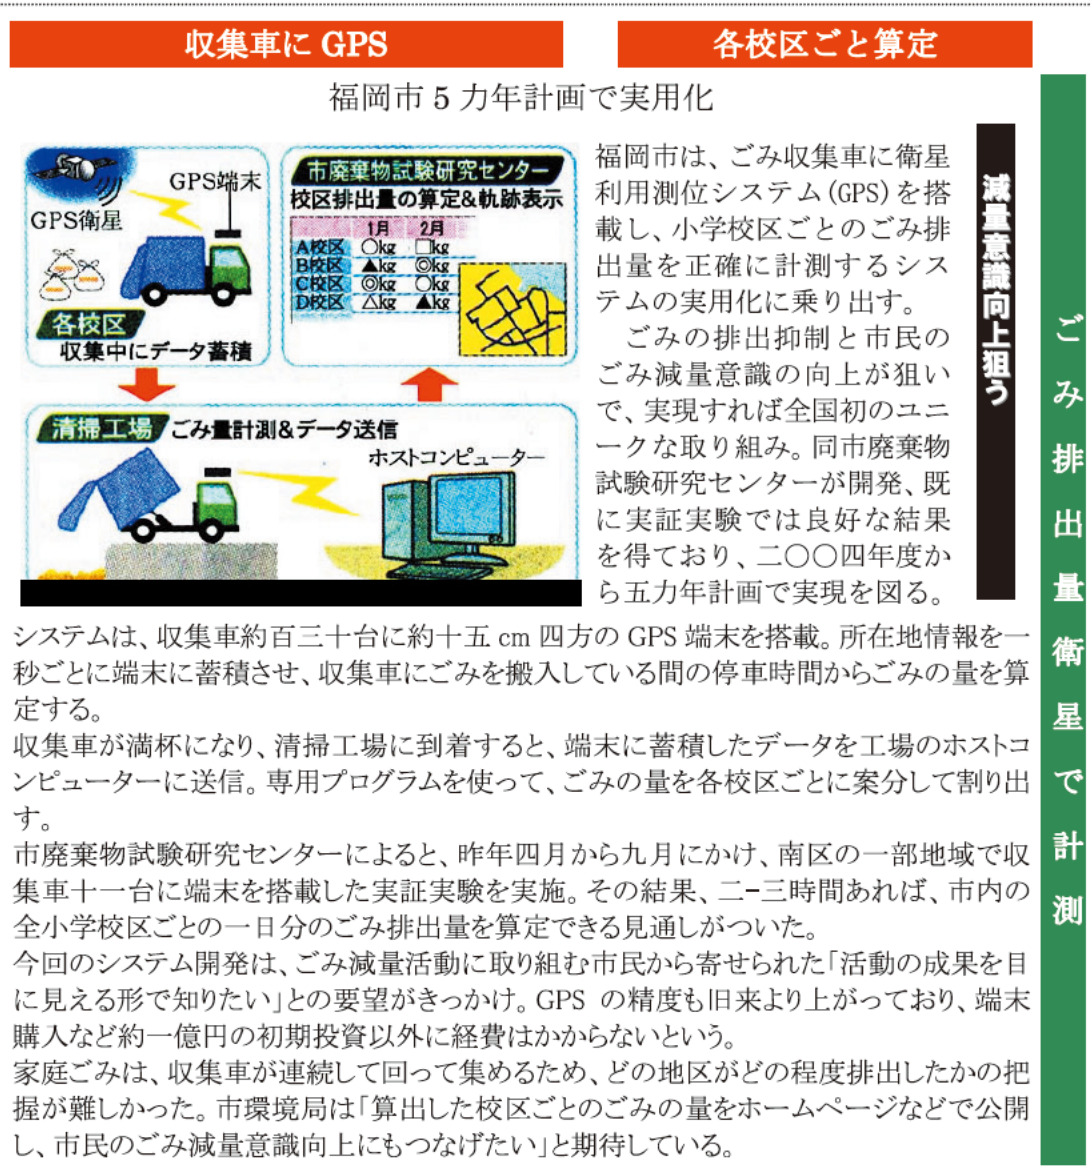 収集車に GPS
各校区ごと算定
ごみ排出量衛星で計測
福岡市 5 力年計画で実用化
減量意識向上狙う
GPS端末
GPS衛星
各校区
収集中にデータ蓄積
市廃棄物試験研究センター
校区排出量の算定&軌跡表示
1月 2月
A校区 ○kg □kg
B校区 ▲kg ◎kg
C校区 ◎kg ○kg
D校区 △kg ▲kg
清掃工場 ごみ量計測&データ送信
ホストコンピューター
福岡市は、ごみ収集車に衛星
利用測位システム(GPS)を搭
載し、小学校区ごとのごみ排
出量を正確に計測するシス
テムの実用化に乗り出す。
ごみの排出抑制と市民の
ごみ減量意識の向上が狙い
で、実現すれば全国初のユニ
ークな取り組み。同市廃棄物
試験研究センターが開発、既
に実証実験では良好な結果
を得ており、二〇〇四年度か
ら五力年計画で実現を図る。
システムは、収集車約百三十台に約十五 cm 四方の GPS 端末を搭載。所在地情報を一
秒ごとに端末に蓄積させ、収集車にごみを搬入している間の停車時間からごみの量を算
定する。
収集車が満杯になり、清掃工場に到着すると、端末に蓄積したデータを工場のホストコ
ンピューターに送信。専用プログラムを使って、ごみの量を各校区ごとに案分して割り出
す。
市廃棄物試験研究センターによると、昨年四月から九月にかけ、南区の一部地域で収
集車十一台に端末を搭載した実証実験を実施。その結果、二−三時間あれば、市内の
全小学校区ごとの一日分のごみ排出量を算定できる見通しがついた。
今回のシステム開発は、ごみ減量活動に取り組む市民から寄せられた「活動の成果を目
に見える形で知りたい」との要望がきっかけ。GPS の精度も旧来より上がっており、端末
購入など約一億円の初期投資以外に経費はかからないという。
家庭ごみは、収集車が連続して回って集めるため、どの地区がどの程度排出したかの把
握が難しかった。市環境局は「算出した校区ごとのごみの量をホームページなどで公開
し、市民のごみ減量意識向上にもつなげたい」と期待している。